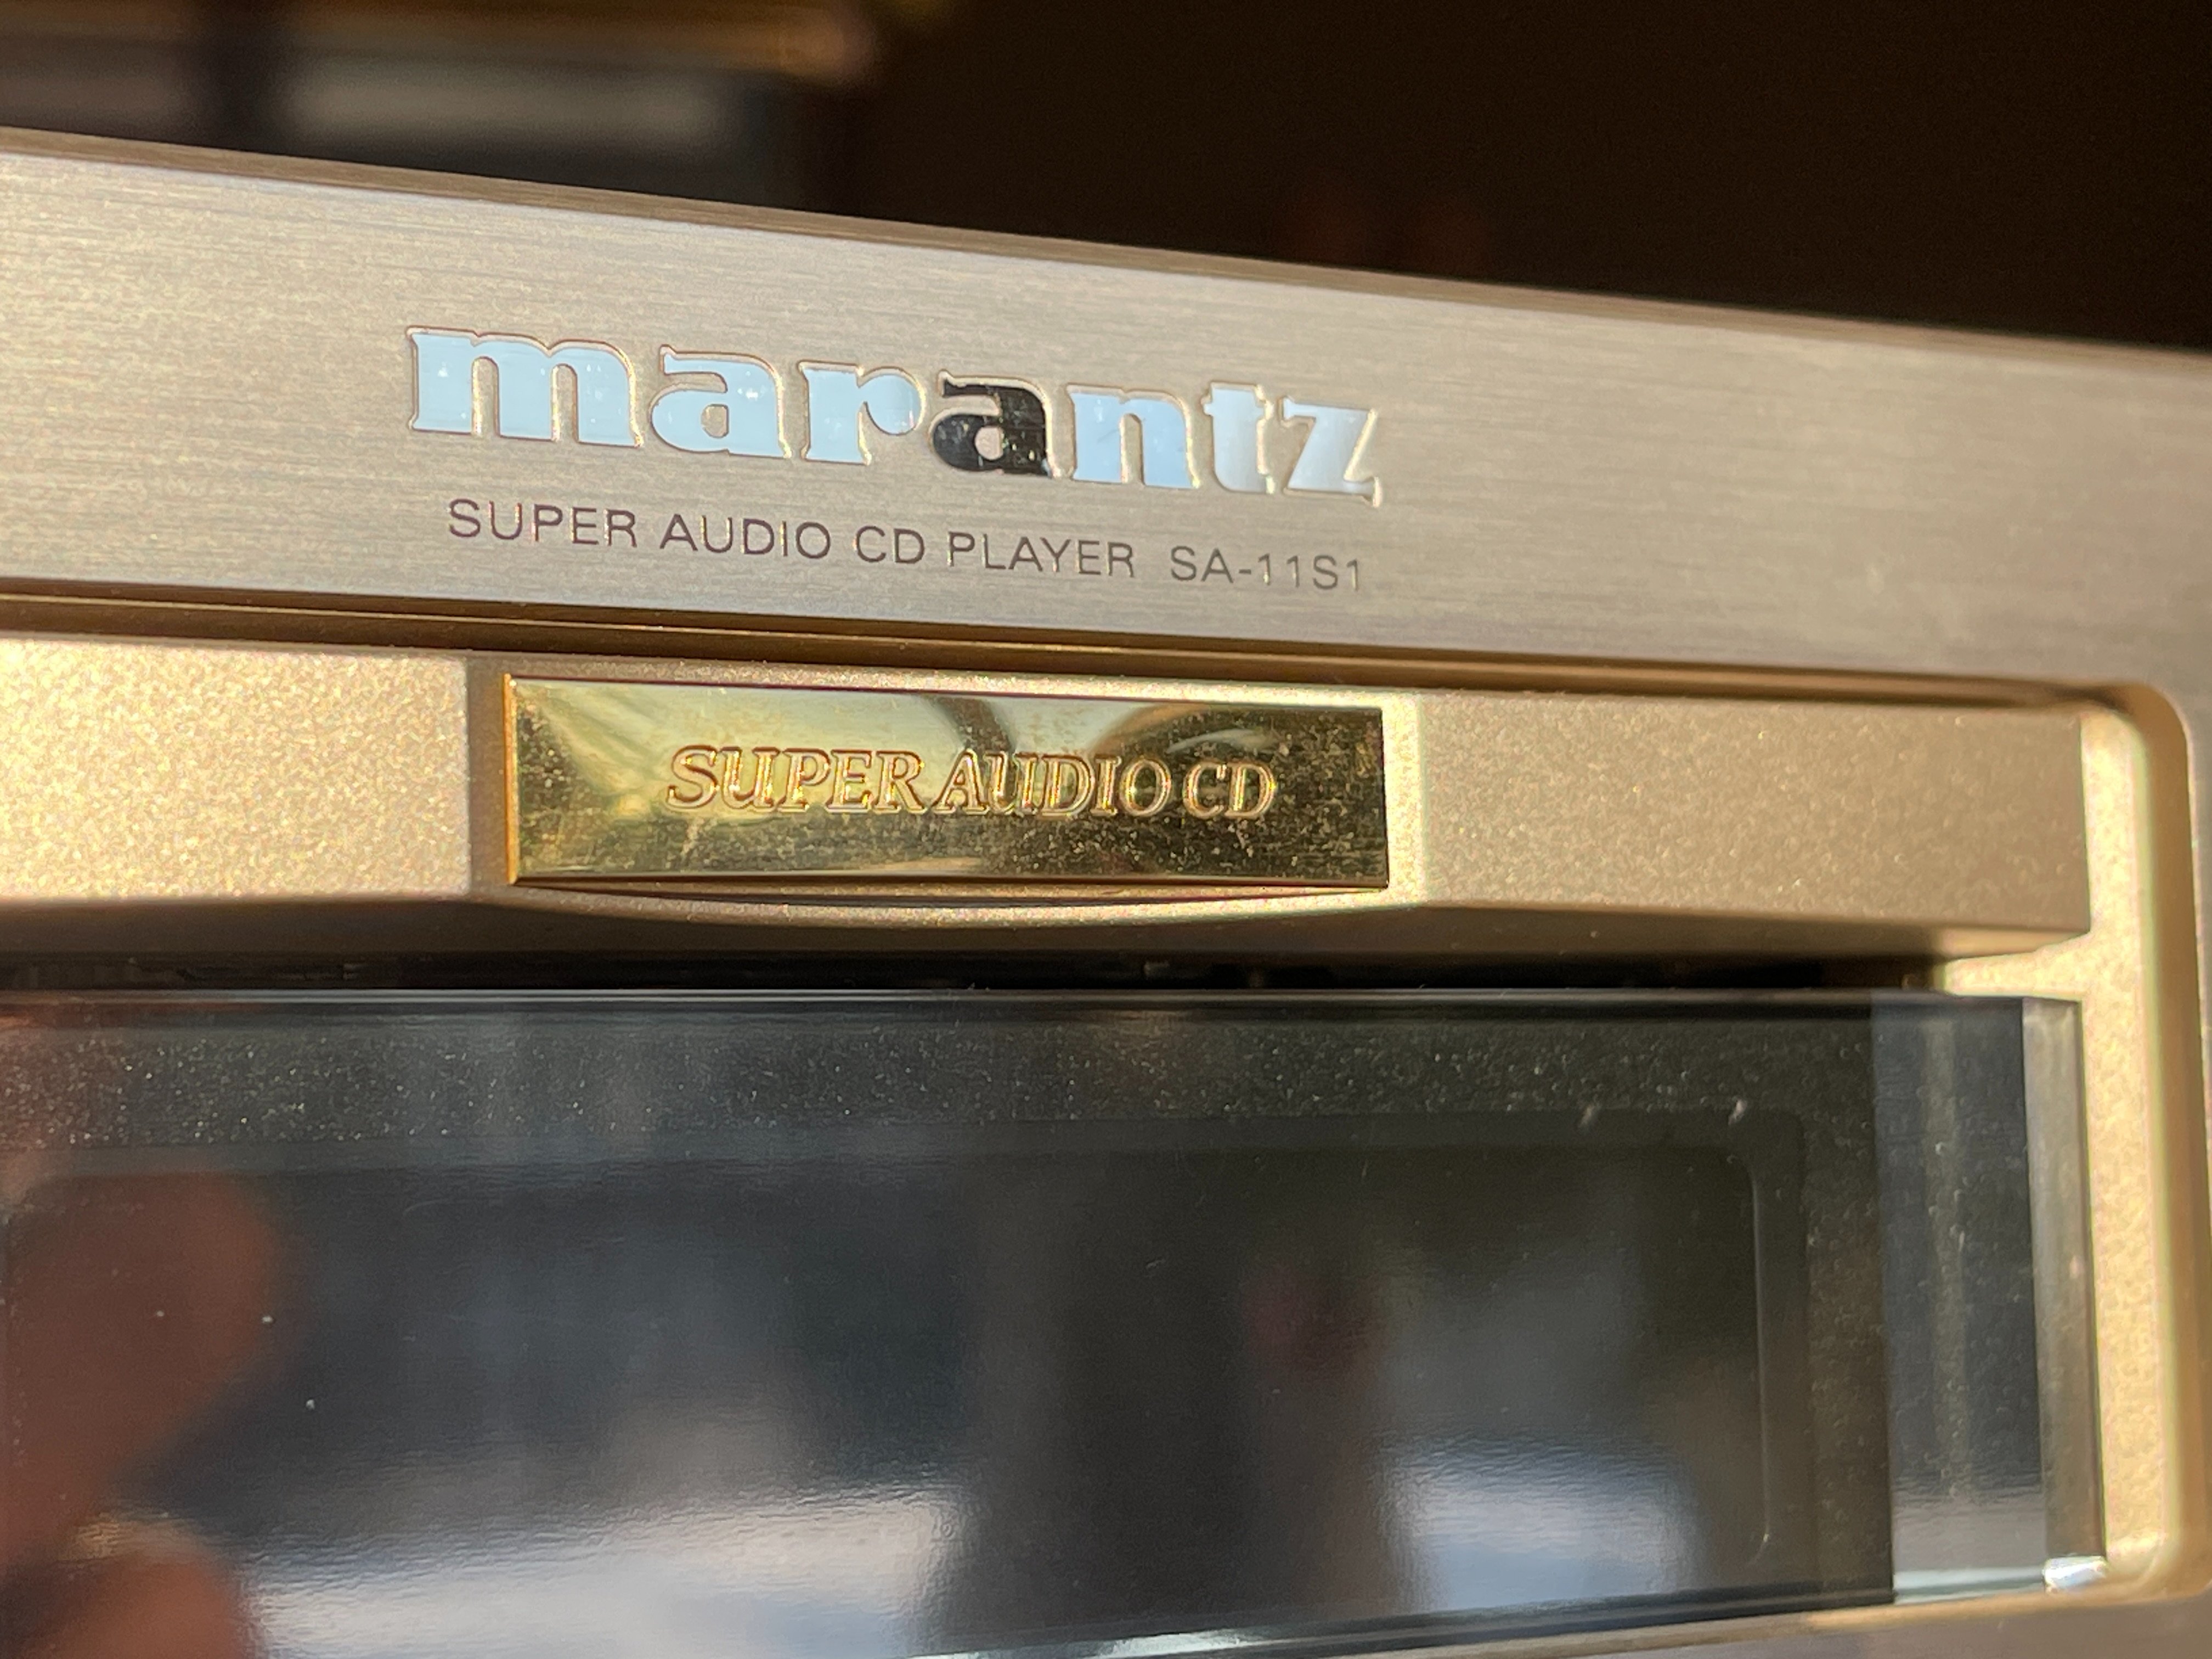 marantz
SUPER AUDIO CD PLAYER SA-11S1
SUPER AUDIO CD